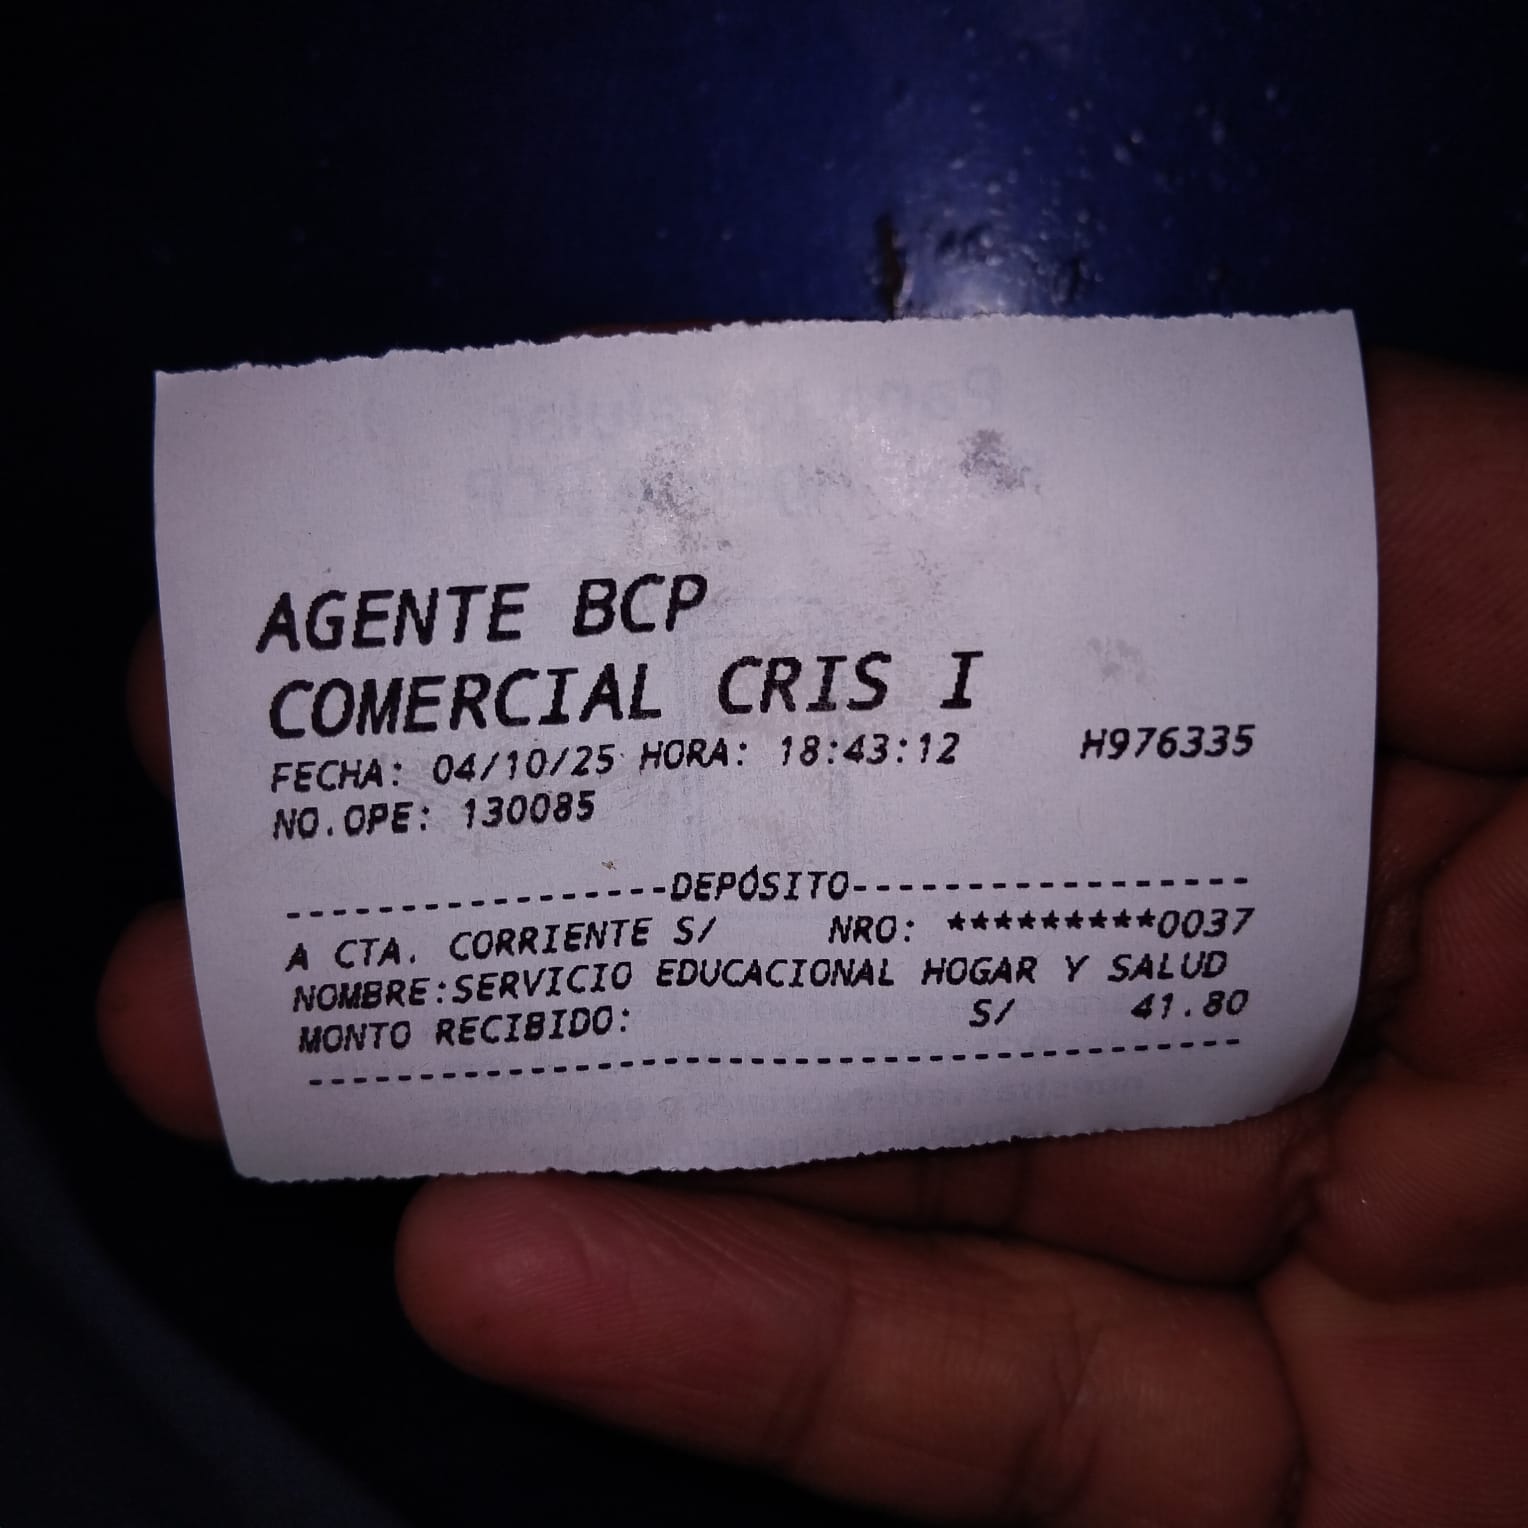 AGENTE BCP
COMERCIAL CRIS I
FECHA: 04/10/25 HORA: 18:43:12 H976335
NO.OPE: 130085
-----------------DEPÓSITO-----------------
A CTA. CORRIENTE S/ NRO: *********0037
NOMBRE:SERVICIO EDUCACIONAL HOGAR Y SALUD
MONTO RECIBIDO: S/ 41.80
------------------------------------------